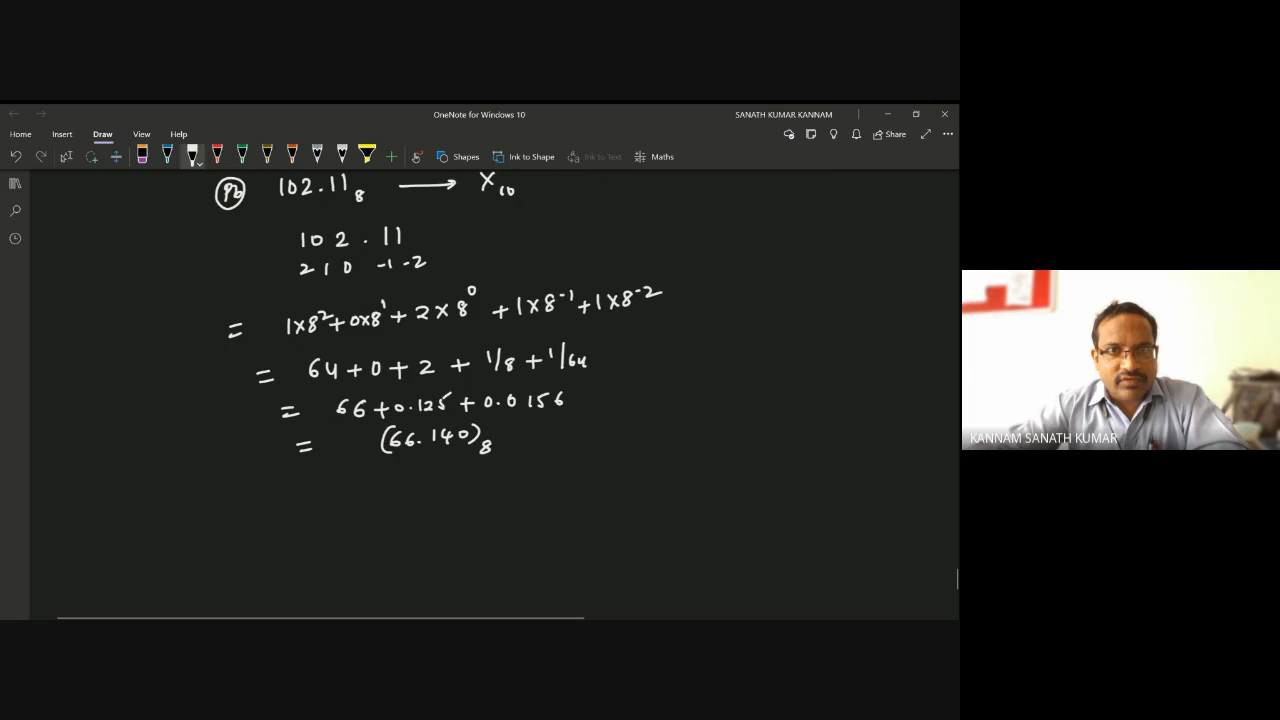 OneNote for Windows 10
SANATH KUMAR KANNAM
Home Insert Draw View Help
Share
Shapes Ink to Shape Ink to Text Maths
Pb 102.11₈ ⟶ X₁₀
102.11
2 1 0 -1 -2
= 1×8²+0×8¹+2×8⁰+1×8⁻¹+1×8⁻²
= 64+0+2+1/8+1/64
= 66+0.125+0.0156
= (66.140)₈
KANNAM SANATH KUMAR